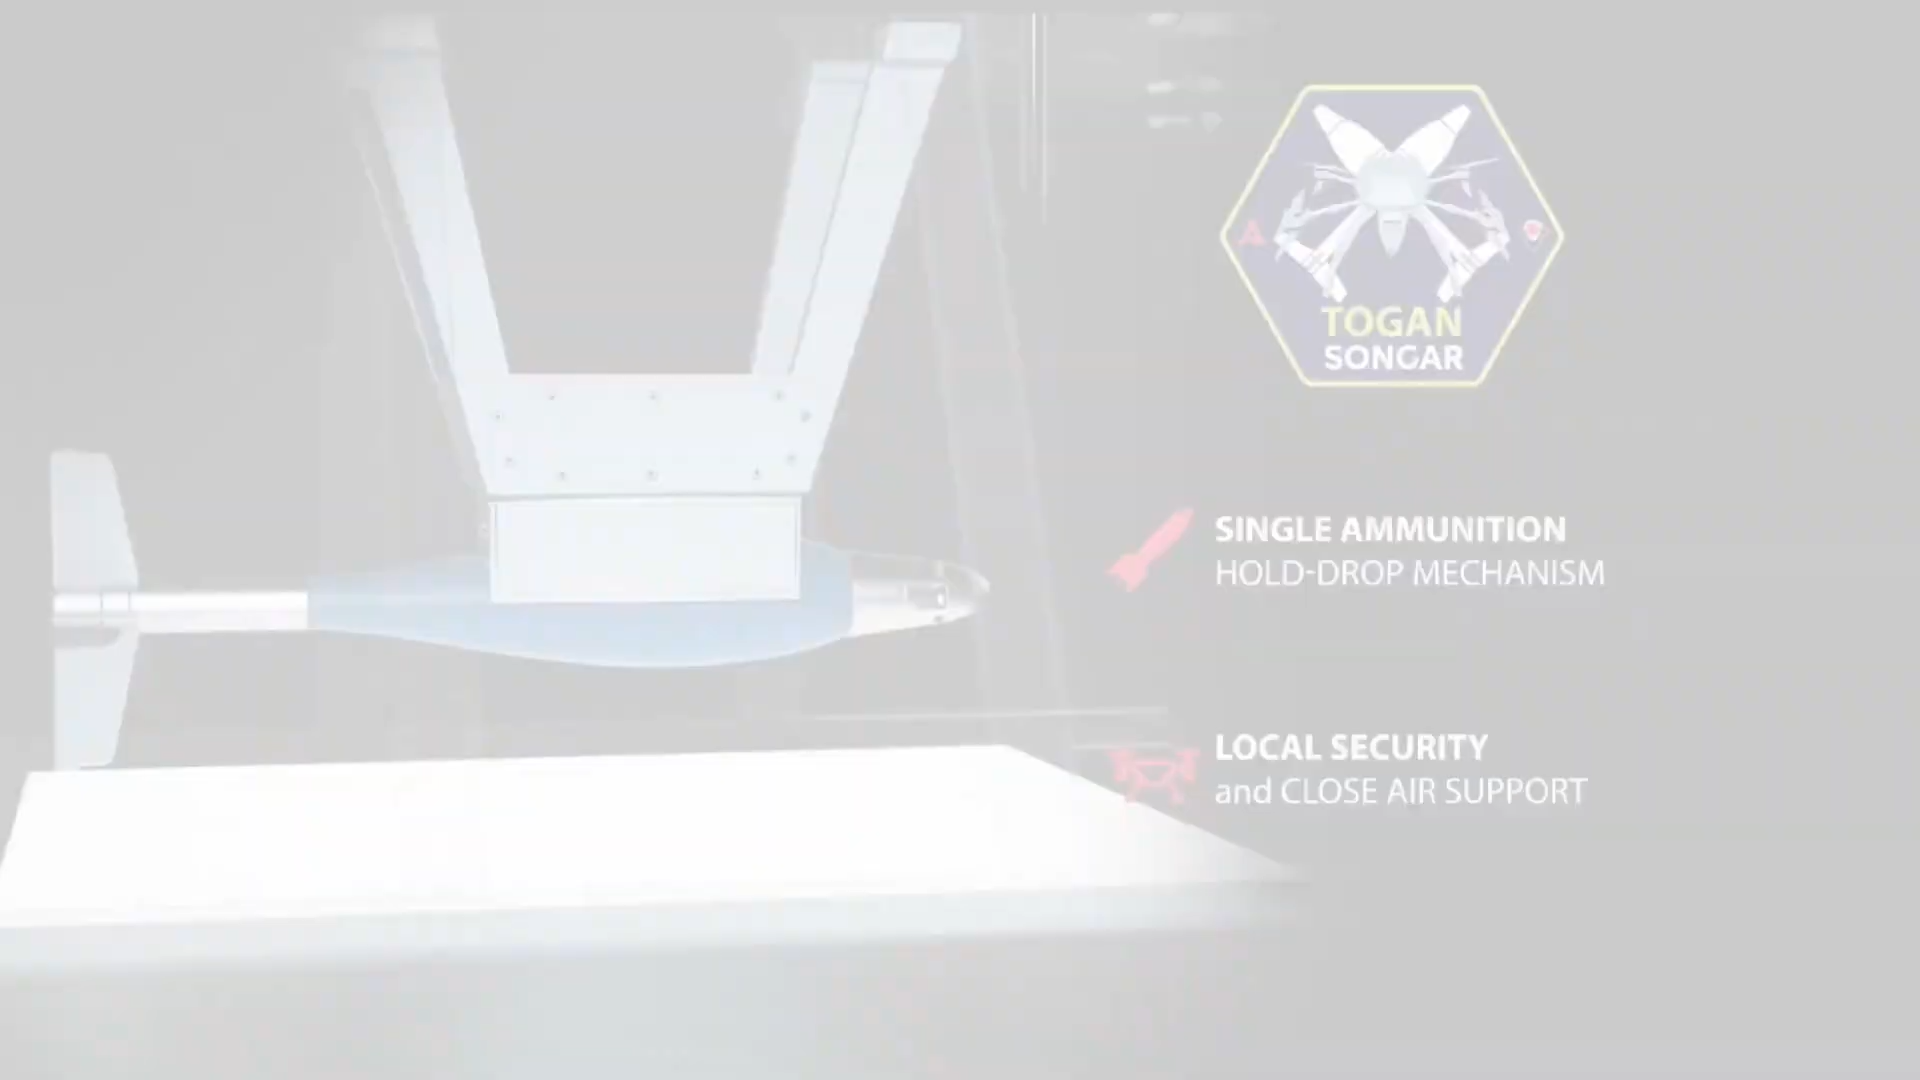 TOGAN
SONGAR
SINGLE AMMUNITION
HOLD-DROP MECHANISM
LOCAL SECURITY
and CLOSE AIR SUPPORT